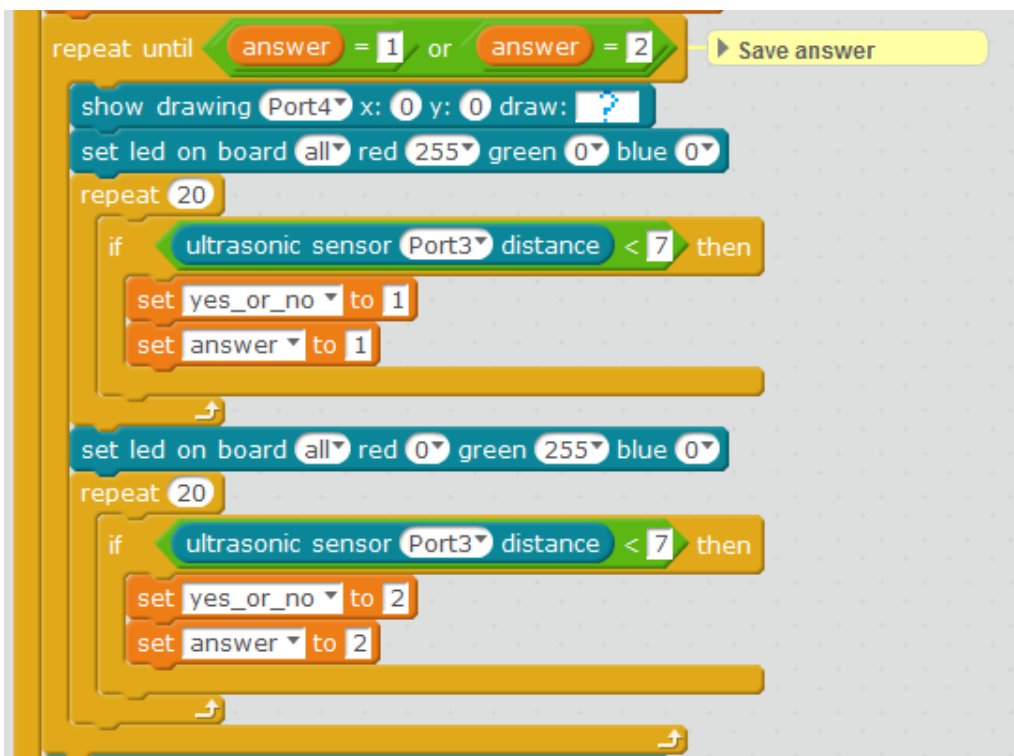 repeat until answer = 1 or answer = 2
Save answer
show drawing Port4 x: 0 y: 0 draw: ?
set led on board all red 255 green 0 blue 0
repeat 20
if ultrasonic sensor Port3 distance < 7 then
set yes_or_no to 1
set answer to 1
set led on board all red 0 green 255 blue 0
repeat 20
if ultrasonic sensor Port3 distance < 7 then
set yes_or_no to 2
set answer to 2